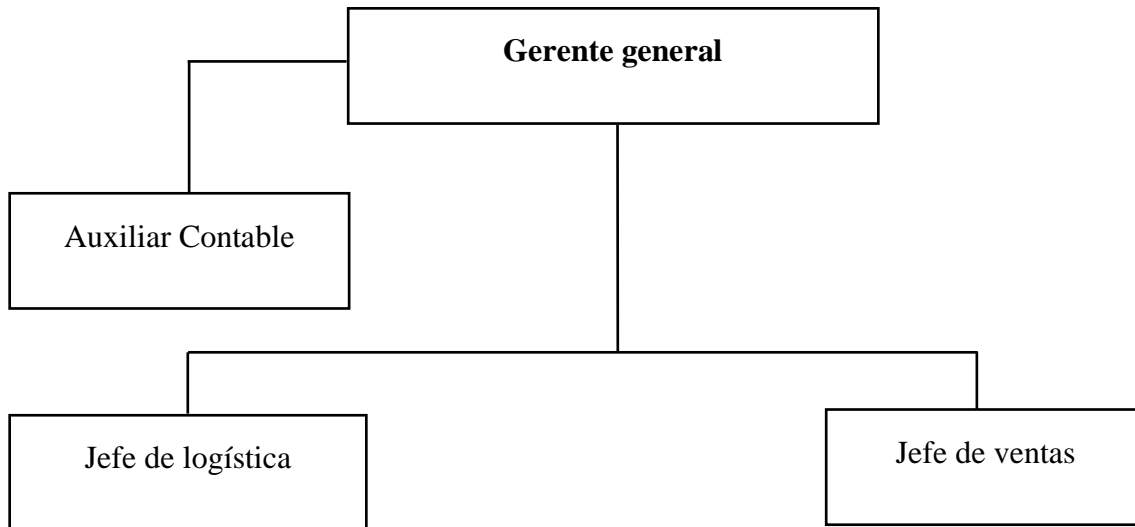 Gerente general
Auxiliar Contable
Jefe de logística
Jefe de ventas